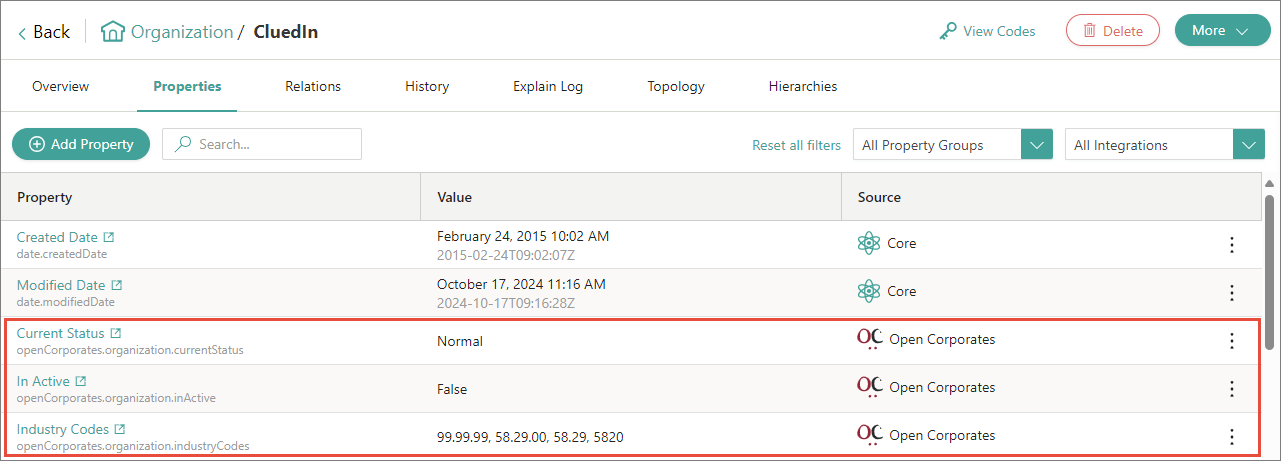 Back Organization / CluedIn View Codes Delete More
Overview Properties Relations History Explain Log Topology Hierarchies
Add Property Search... Reset all filters All Property Groups All Integrations
Property Value Source
Created Date February 24, 2015 10:02 AM Core
date.createdDate 2015-02-24T09:02:07Z
Modified Date October 17, 2024 11:16 AM Core
date.modifiedDate 2024-10-17T09:16:28Z
Current Status Normal OC Open Corporates
openCorporates.organization.currentStatus
In Active False OC Open Corporates
openCorporates.organization.inActive
Industry Codes 99.99.99, 58.29.00, 58.29, 5820 OC Open Corporates
openCorporates.organization.industryCodes